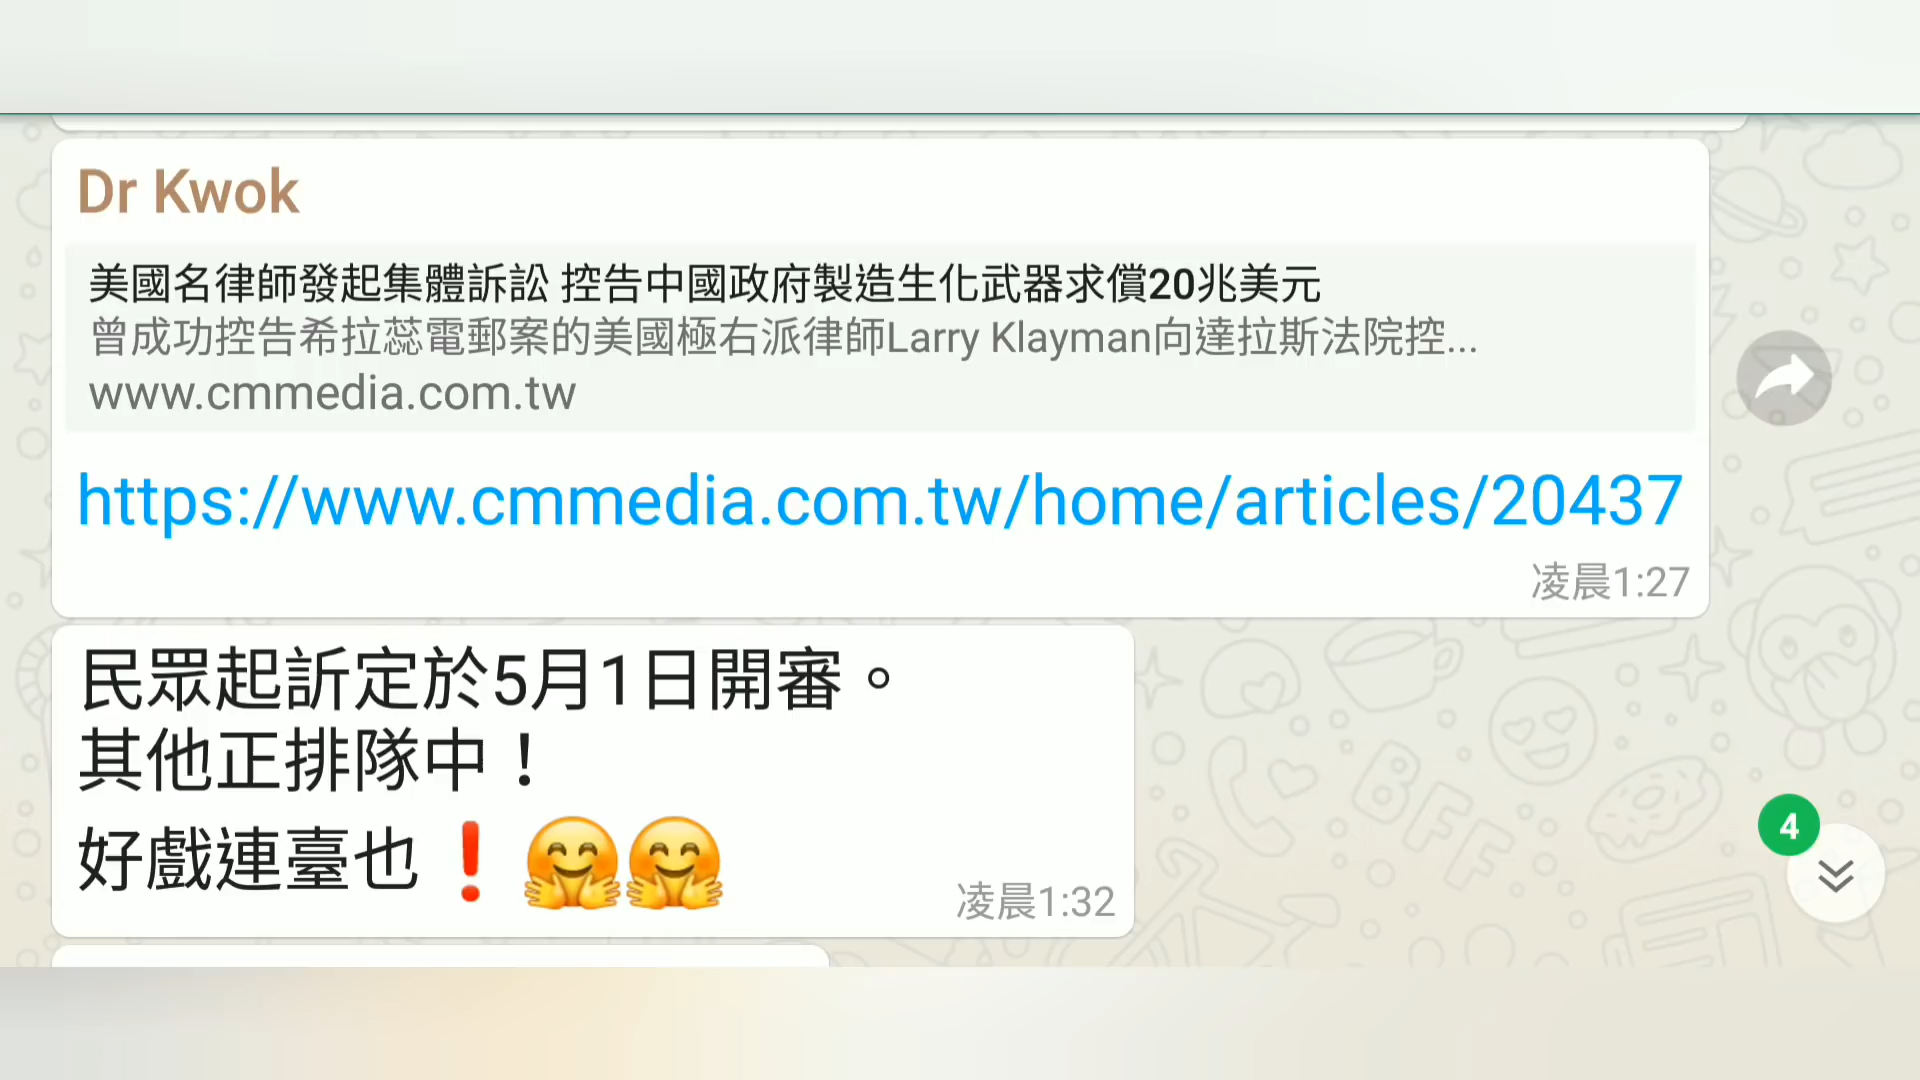 Dr Kwok
美國名律師發起集體訴訟 控告中國政府製造生化武器求償20兆美元
曾成功控告希拉蕊電郵案的美國極右派律師Larry Klayman向達拉斯法院控...
www.cmmedia.com.tw
https://www.cmmedia.com.tw/home/articles/20437
凌晨1:27
民眾起訢定於5月1日開審。
其他正排隊中！
好戲連臺也❗🤗🤗
凌晨1:32
4